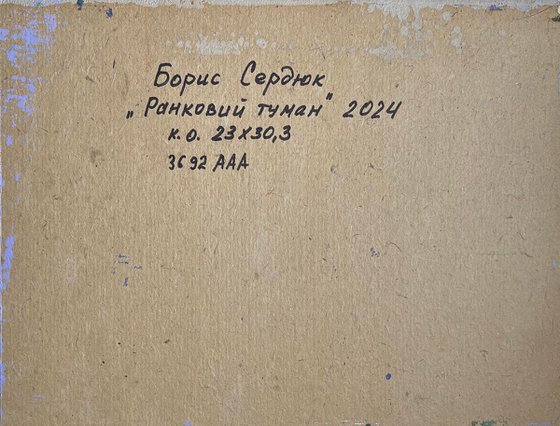 Борис Сердюк
„Ранковий туман" 2024
к.о. 23х30,3
3692 ААА